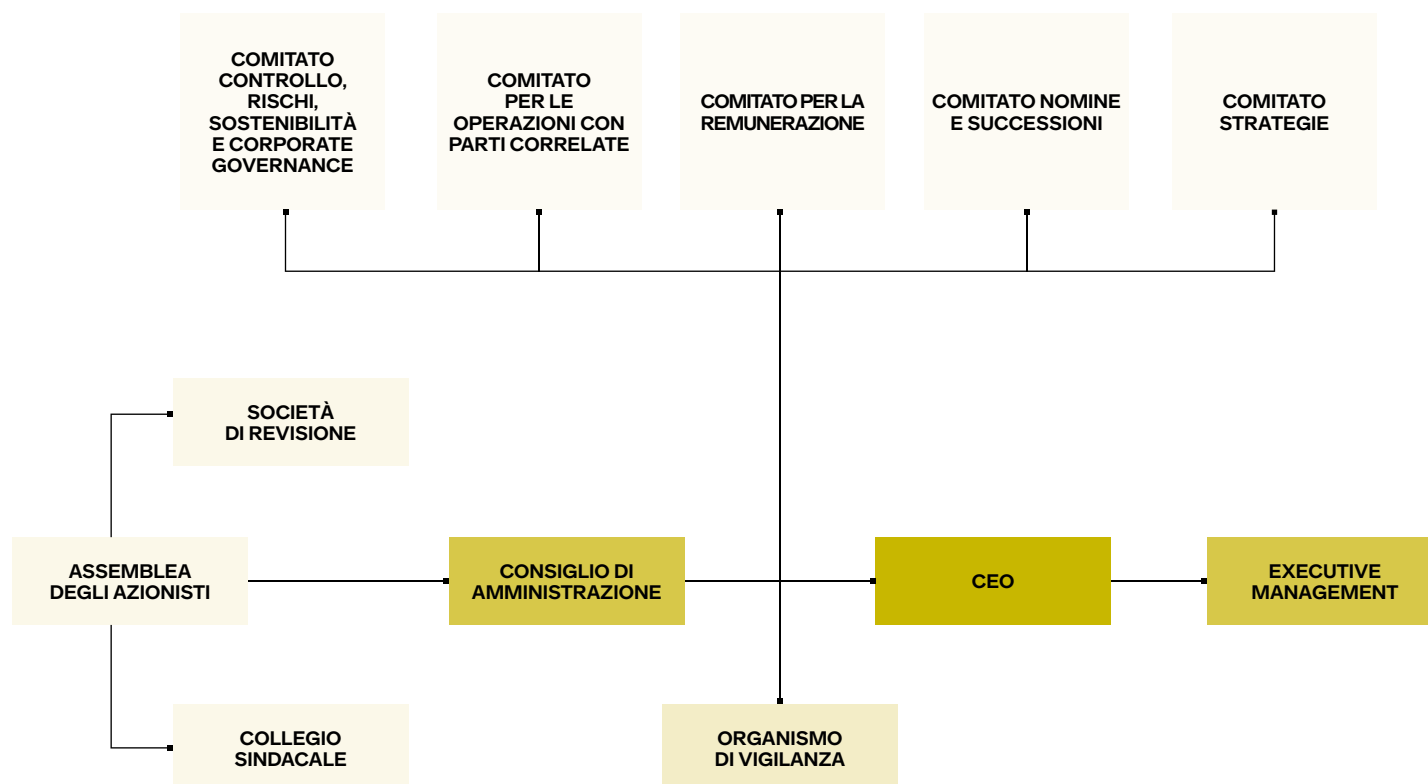 COMITATO
CONTROLLO,
RISCHI,
SOSTENIBILITÀ
E CORPORATE
GOVERNANCE
COMITATO
PER LE
OPERAZIONI CON
PARTI CORRELATE
COMITATO PER LA
REMUNERAZIONE
COMITATO NOMINE
E SUCCESSIONI
COMITATO
STRATEGIE
SOCIETÀ
DI REVISIONE
ASSEMBLEA
DEGLI AZIONISTI
CONSIGLIO DI
AMMINISTRAZIONE
CEO
EXECUTIVE
MANAGEMENT
COLLEGIO
SINDACALE
ORGANISMO
DI VIGILANZA